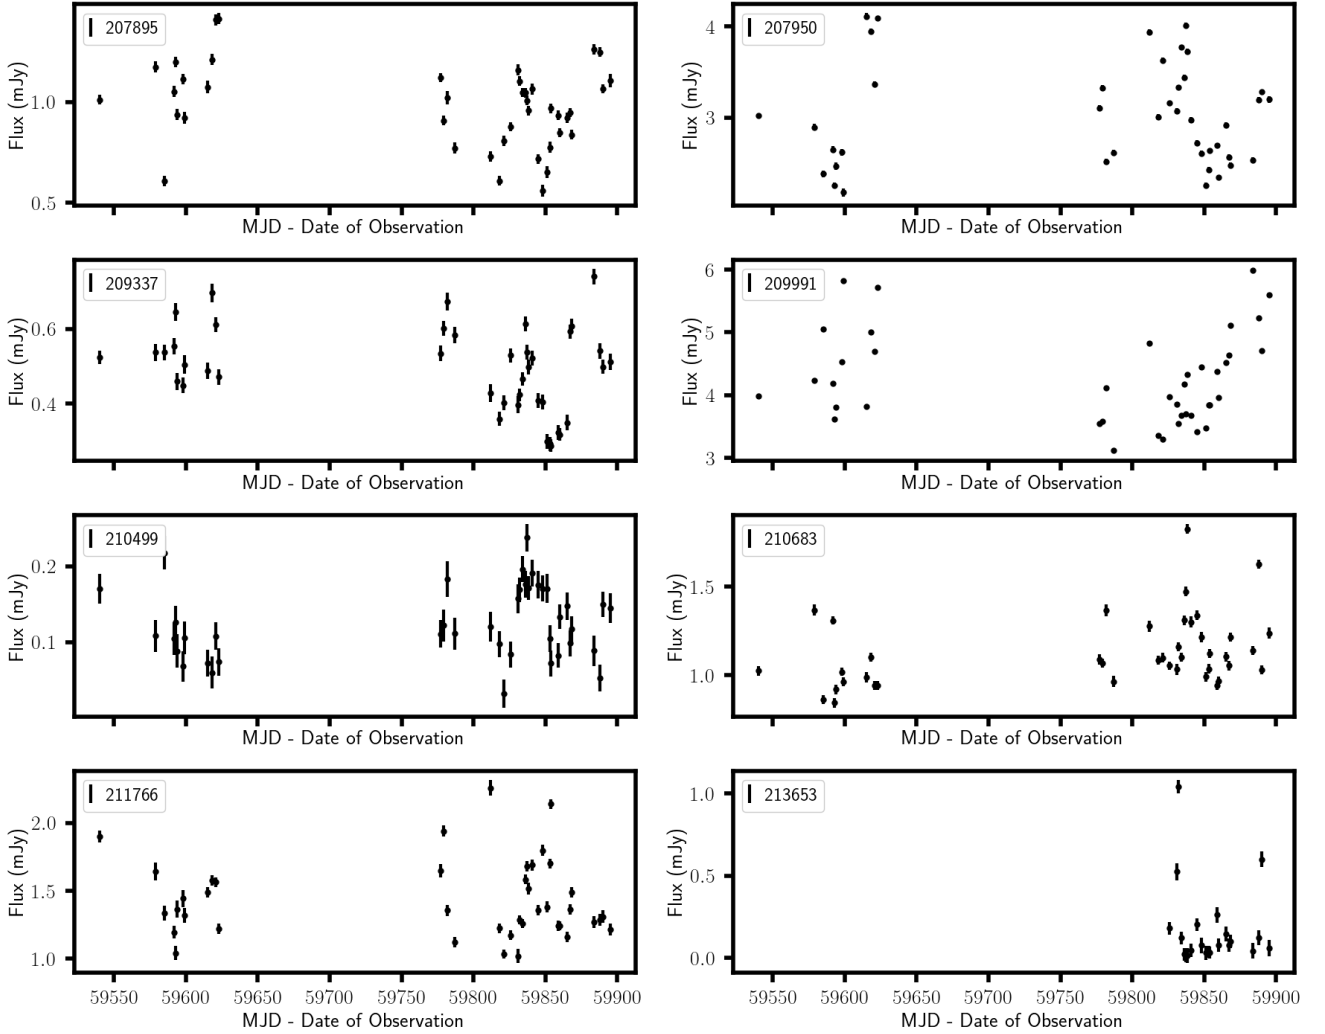 207895
207950
Flux (mJy)
1.0
0.5
Flux (mJy)
4
3
MJD - Date of Observation
MJD - Date of Observation
209337
209991
Flux (mJy)
0.6
0.4
Flux (mJy)
6
5
4
3
MJD - Date of Observation
MJD - Date of Observation
210499
210683
Flux (mJy)
0.2
0.1
Flux (mJy)
1.5
1.0
MJD - Date of Observation
MJD - Date of Observation
211766
213653
Flux (mJy)
2.0
1.5
1.0
Flux (mJy)
1.0
0.5
0.0
59550 59600 59650 59700 59750 59800 59850 59900
59550 59600 59650 59700 59750 59800 59850 59900
MJD - Date of Observation
MJD - Date of Observation